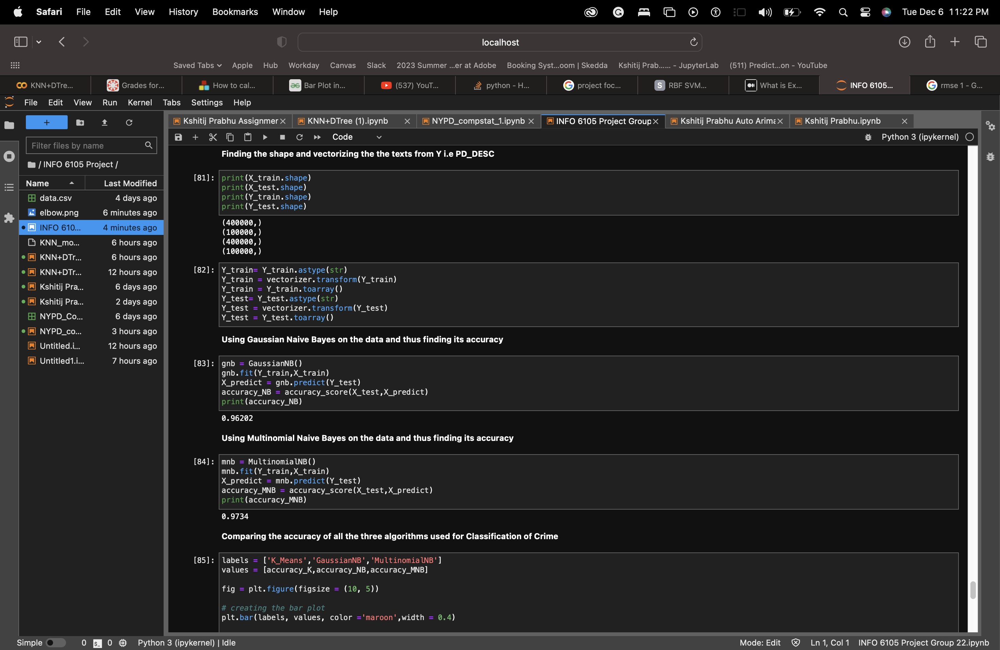 Safari File Edit View History Bookmarks Window Help Tue Dec 6 11:22 PM
localhost
Saved Tabs Apple Hub Workday Canvas Slack 2023 Summer ...er at Adobe Booking Syst...oom | Skedda Kshitij Prab...... - JupyterLab (511) Predict...on - YouTube
KNN+DTre... Grades for... How to cal... Bar Plot in... (537) YouT... python - H... project foc... S RBF SVM... What is Ex... INFO 6105... rmse 1 - G...
File Edit View Run Kernel Tabs Settings Help
Kshitij Prabhu Assignmer KNN+DTree (1).ipynb NYPD_compstat_1.ipynb INFO 6105 Project Group Kshitij Prabhu Auto Arima Kshitij Prabhu.ipynb
Code Python 3 (ipykernel)
Filter files by name
/ INFO 6105 Project /
Name Last Modified
data.csv 4 days ago
elbow.png 6 minutes ago
INFO 610... 4 minutes ago
KNN_mo... 6 hours ago
KNN+DTr... 6 hours ago
KNN+DTr... 12 hours ago
Kshitij Pra... 6 days ago
Kshitij Pra... 2 days ago
NYPD_Co... 6 days ago
NYPD_co... 3 hours ago
Untitled.i... 12 hours ago
Untitled1.i... 7 hours ago
Finding the shape and vectorizing the the texts from Y i.e PD_DESC
[81]: print(X_train.shape)
print(X_test.shape)
print(Y_train.shape)
print(Y_test.shape)
(400000,)
(100000,)
(400000,)
(100000,)
[82]: Y_train= Y_train.astype(str)
Y_train = vectorizer.transform(Y_train)
Y_train = Y_train.toarray()
Y_test= Y_test.astype(str)
Y_test = vectorizer.transform(Y_test)
Y_test = Y_test.toarray()
Using Gaussian Naive Bayes on the data and thus finding its accuracy
[83]: gnb = GaussianNB()
gnb.fit(Y_train,X_train)
X_predict = gnb.predict(Y_test)
accuracy_NB = accuracy_score(X_test,X_predict)
print(accuracy_NB)
0.96202
Using Multinomial Naive Bayes on the data and thus finding its accuracy
[84]: mnb = MultinomialNB()
mnb.fit(Y_train,X_train)
X_predict = mnb.predict(Y_test)
accuracy_MNB = accuracy_score(X_test,X_predict)
print(accuracy_MNB)
0.9734
Comparing the accuracy of all the three algorithms used for Classification of Crime
[85]: labels = ['K_Means','GaussianNB','MultinomialNB']
values = [accuracy_K,accuracy_NB,accuracy_MNB]
fig = plt.figure(figsize = (10, 5))
# creating the bar plot
plt.bar(labels, values, color ='maroon',width = 0.4)
Simple 0 $_ 0 Python 3 (ipykernel) | Idle Mode: Edit Ln 1, Col 1 INFO 6105 Project Group 22.ipynb